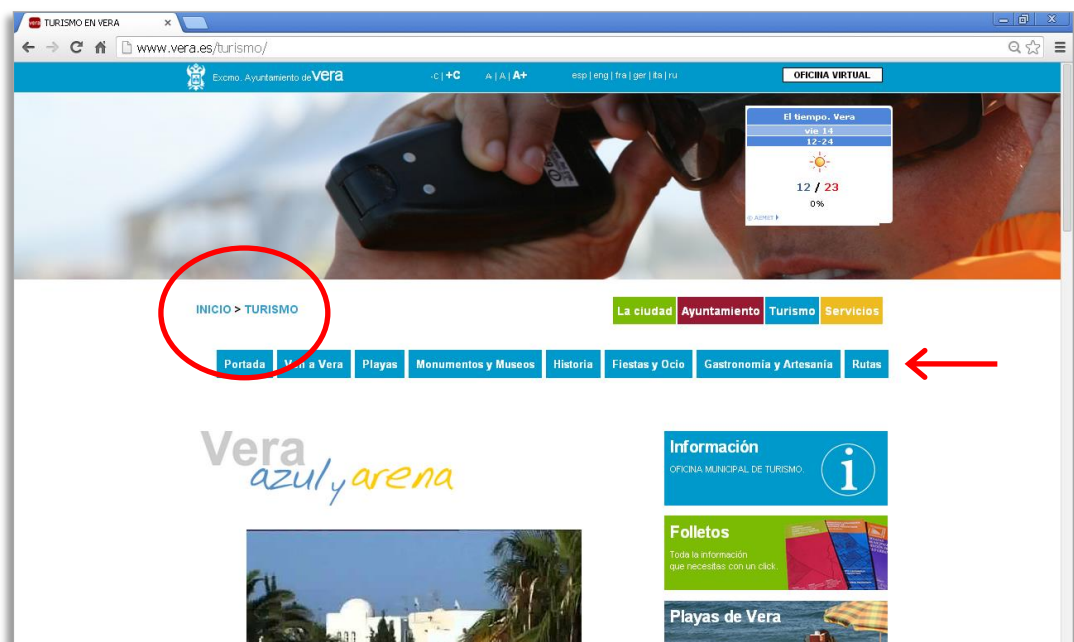 TURISMO EN VERA
www.vera.es/turismo/
Excmo. Ayuntamiento de vera
-C | +C
A- | A | A+
esp | eng | fra | ger | ita | ru
OFICINA VIRTUAL
El tiempo. Vera
vie 14
12-24
12 / 23
0%
© AEMET
INICIO > TURISMO
La ciudad Ayuntamiento Turismo Servicios
Portada Ven a Vera Playas Monumentos y Museos Historia Fiestas y Ocio Gastronomía y Artesanía Rutas
Vera
azul y arena
Información
OFICINA MUNICIPAL DE TURISMO.
Folletos
Toda la información
que necesitas con un click.
Playas de Vera